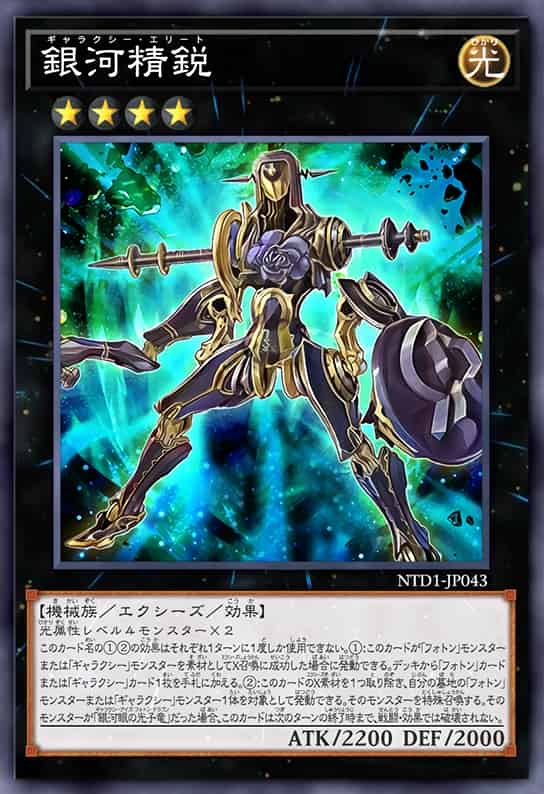 ギャラクシー・エリート
銀河精鋭
ひかり
光
NTD1-JP043
【機械族/エクシーズ/効果】
光属性レベル4モンスター×2
このカード名の①②の効果はそれぞれ1ターンに1度しか使用できない。①:このカードが「フォトン」モンスター
または「ギャラクシー」モンスターを素材としてX召喚に成功した場合に発動できる。デッキから「フォトン」カード
または「ギャラクシー」カード1枚を手札に加える。②:このカードのX素材を1つ取り除き、自分の墓地の「フォトン」
モンスターまたは「ギャラクシー」モンスター1体を対象として発動できる。そのモンスターを特殊召喚する。その
モンスターが「銀河眼の光子竜」だった場合、このカードは次のターンの終了時まで、戦闘・効果では破壊されない。
ATK/2200 DEF/2000